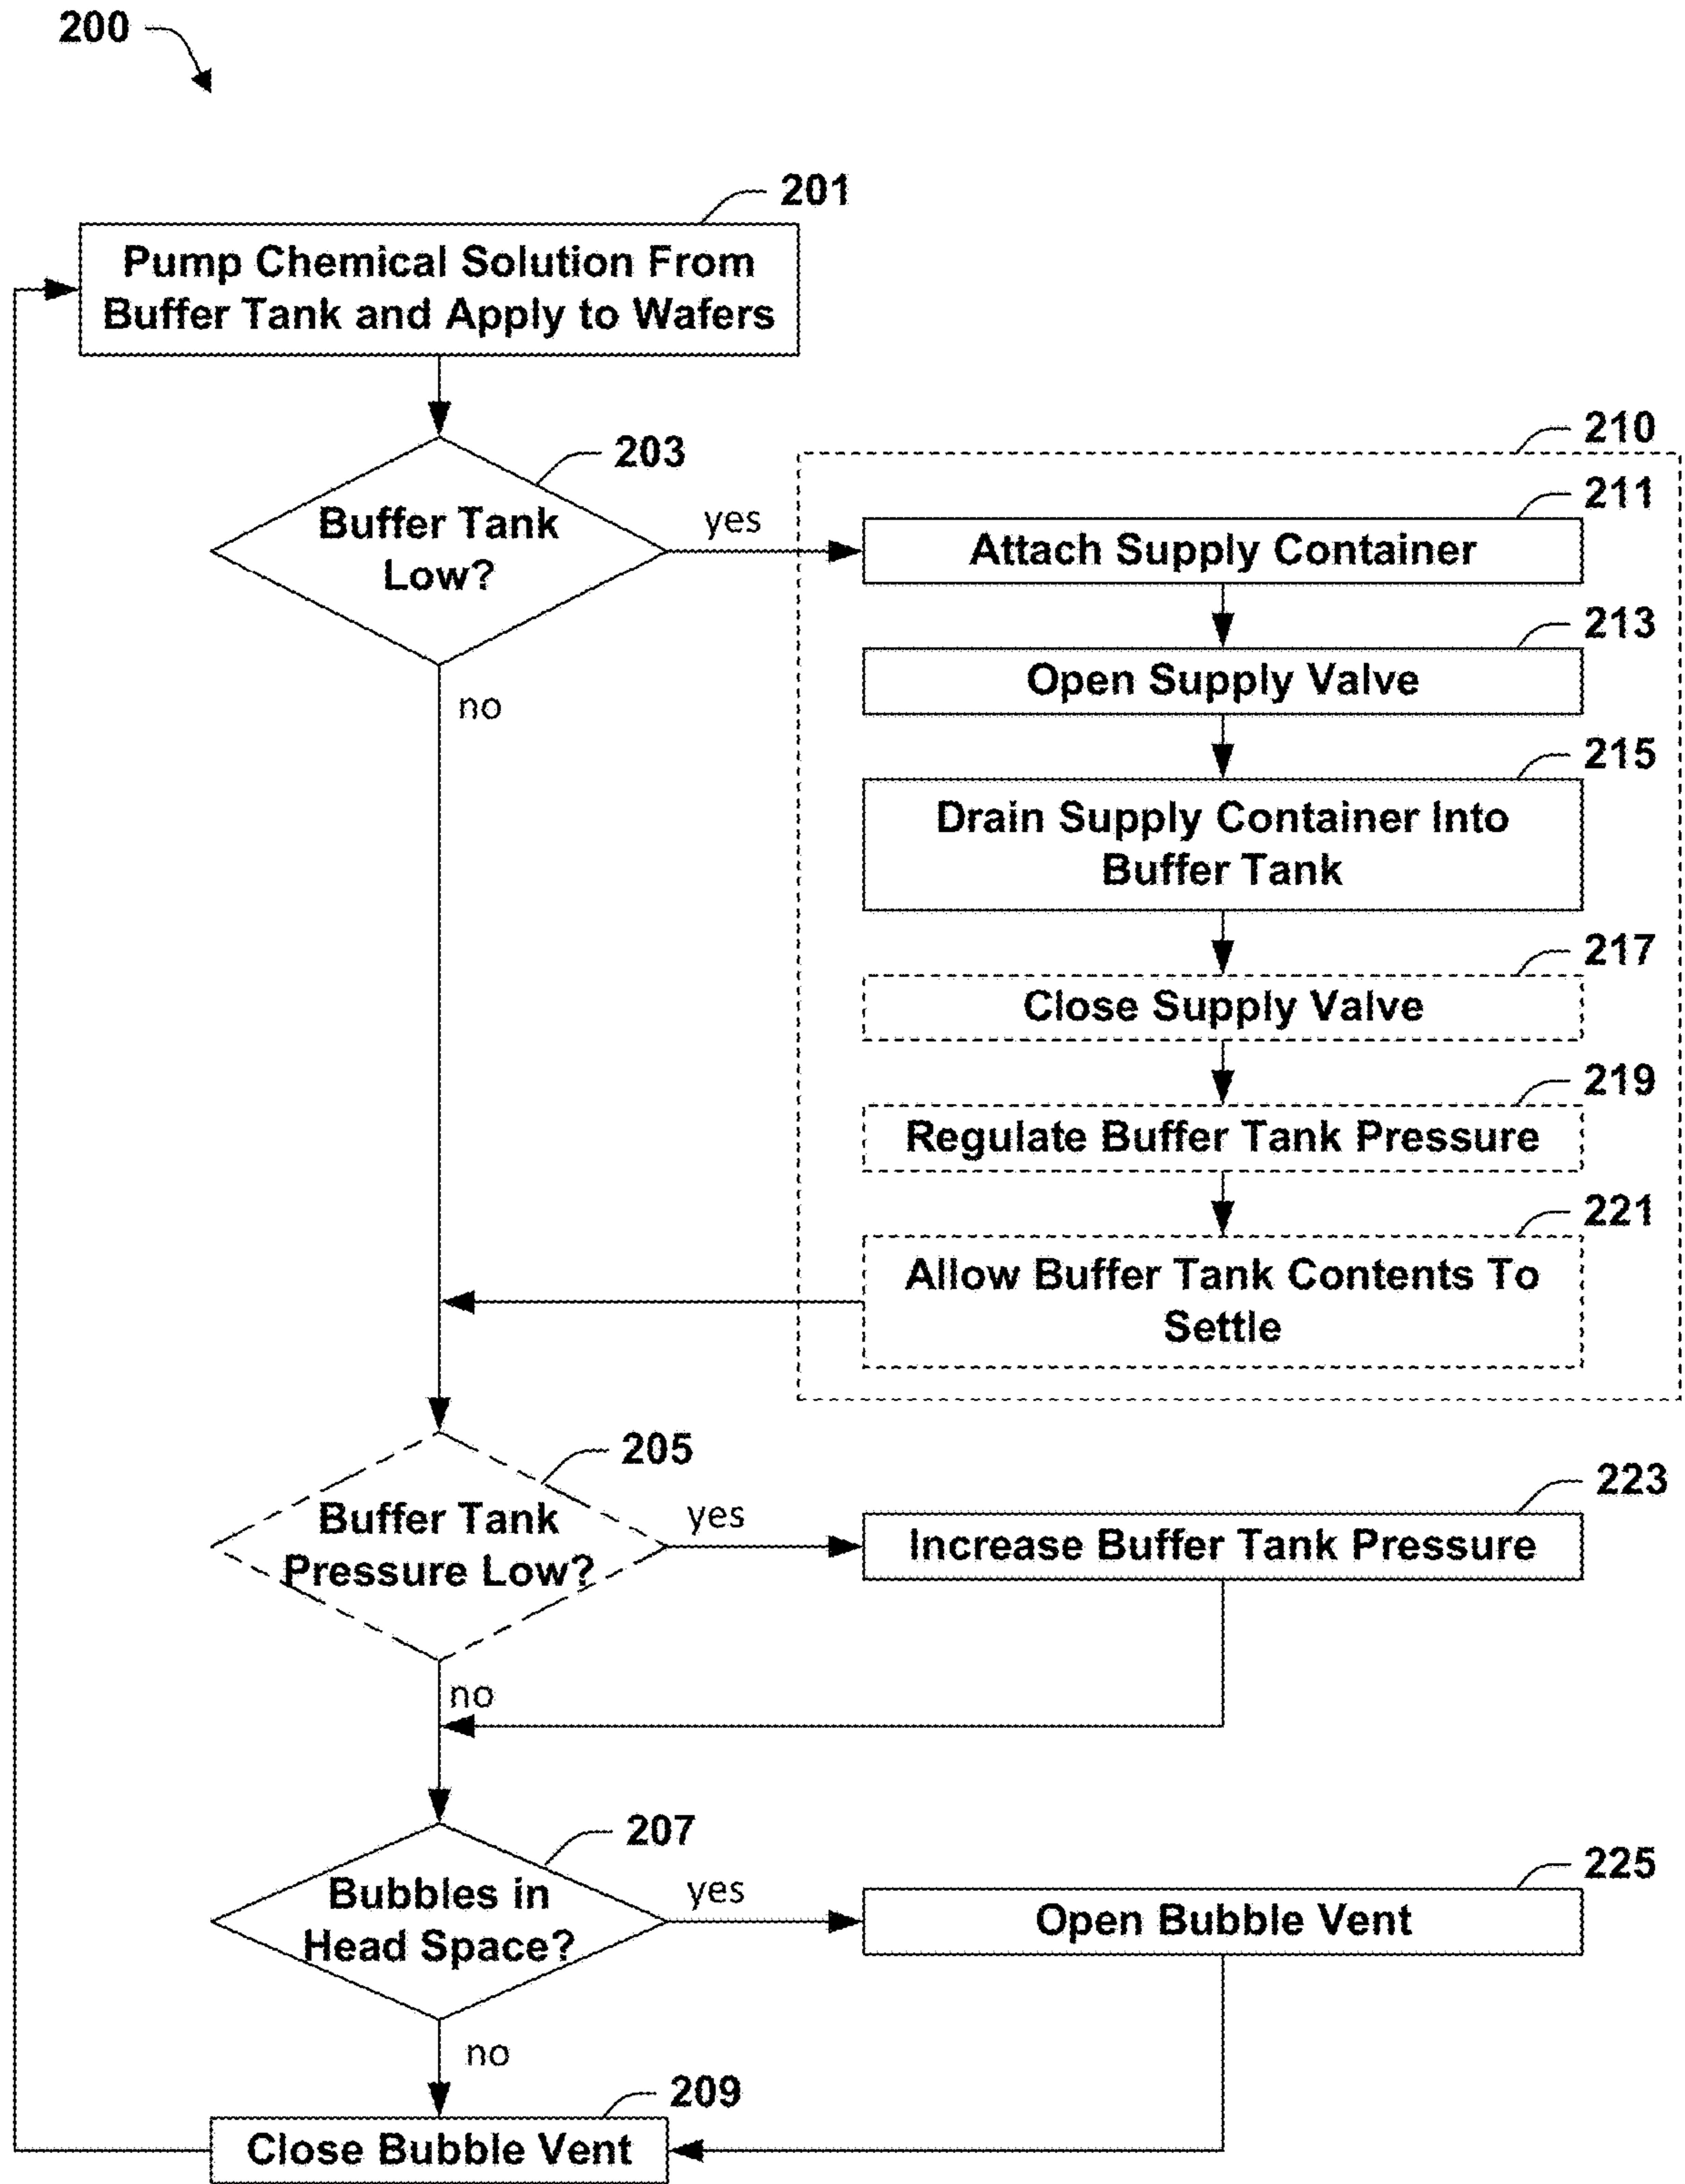 200
201
Pump Chemical Solution From
Buffer Tank and Apply to Wafers
203
Buffer Tank
Low?
yes
no
210
211
Attach Supply Container
213
Open Supply Valve
215
Drain Supply Container Into
Buffer Tank
217
Close Supply Valve
219
Regulate Buffer Tank Pressure
221
Allow Buffer Tank Contents To
Settle
205
Buffer Tank
Pressure Low?
yes
no
223
Increase Buffer Tank Pressure
207
Bubbles in
Head Space?
yes
no
225
Open Bubble Vent
209
Close Bubble Vent